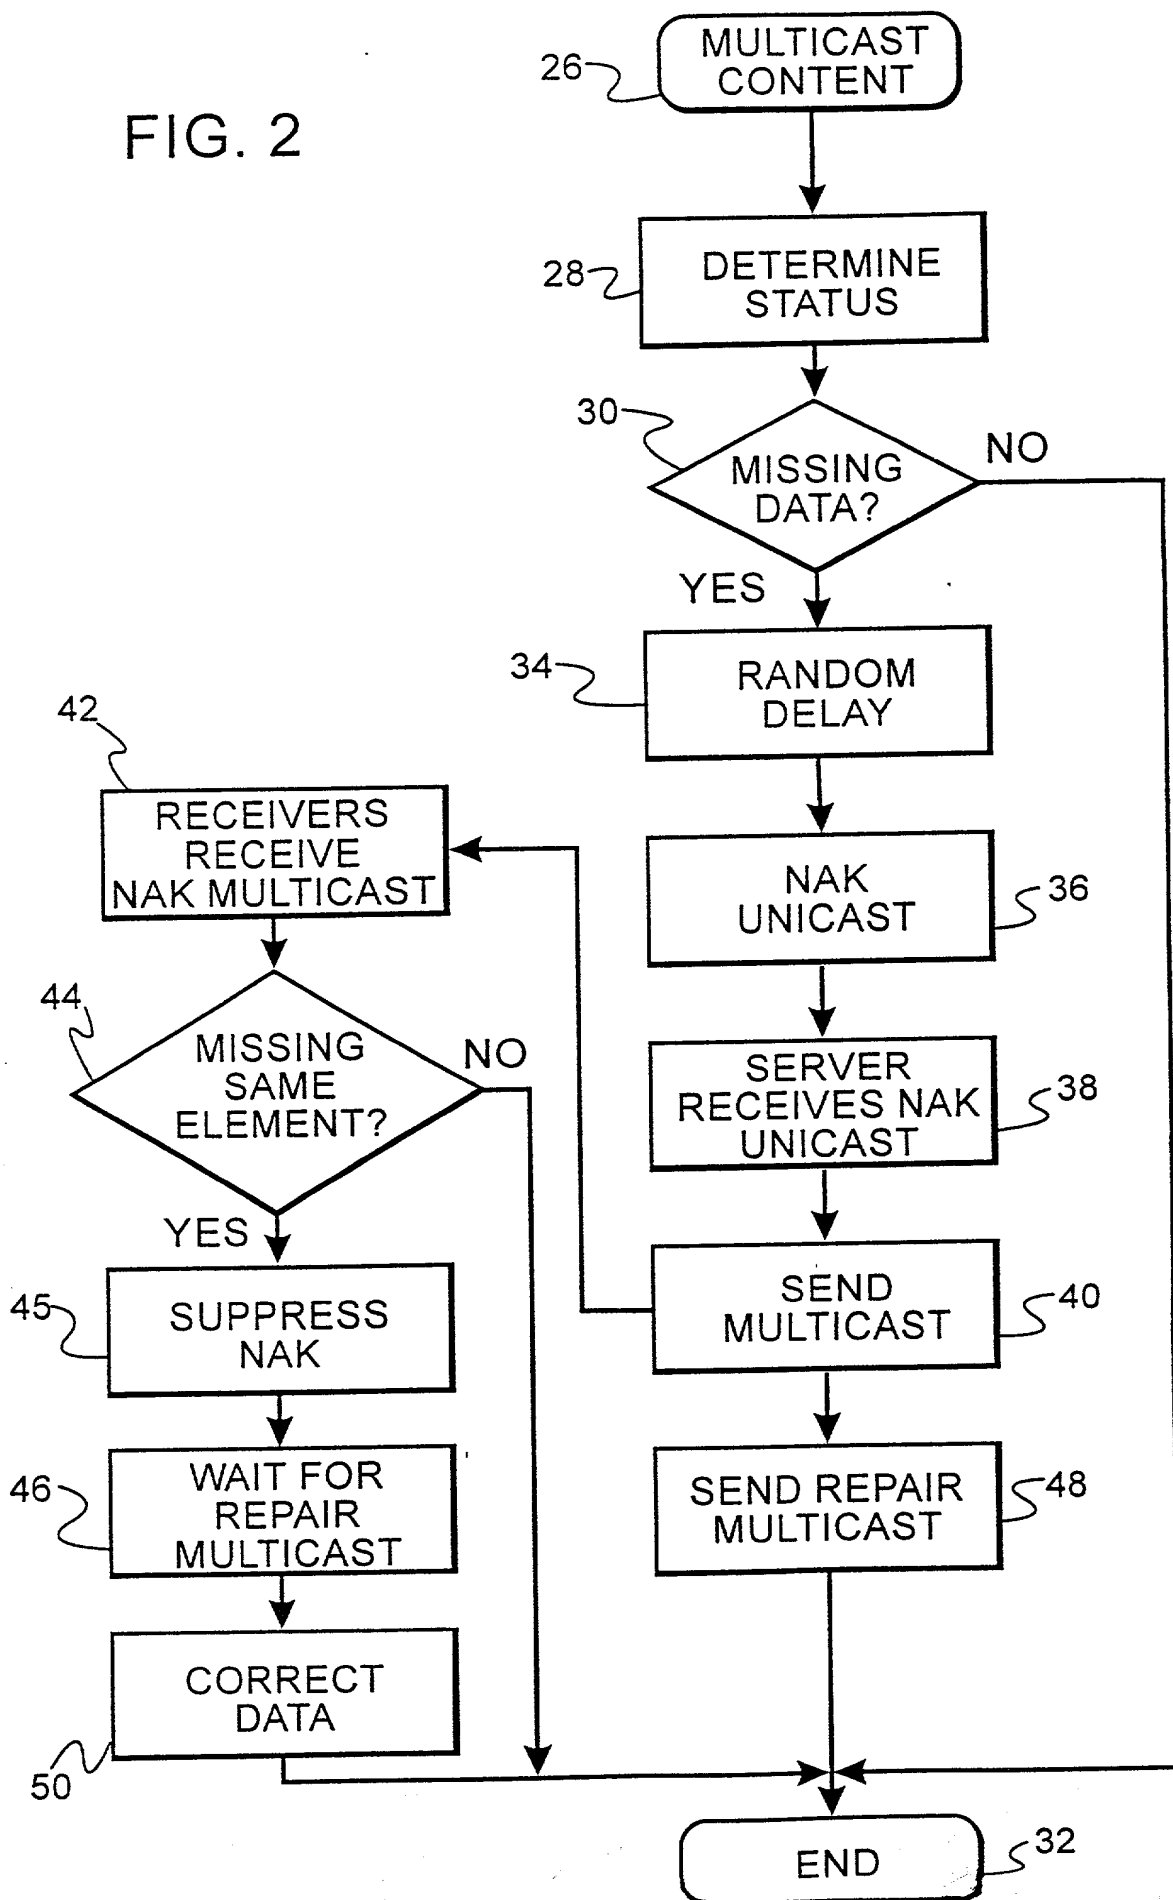 FIG. 2
26
MULTICAST
CONTENT
28
DETERMINE
STATUS
30
MISSING
DATA?
NO
YES
34
RANDOM
DELAY
NAK
UNICAST
36
SERVER
RECEIVES NAK
UNICAST
38
SEND
MULTICAST
40
SEND REPAIR
MULTICAST
48
42
RECEIVERS
RECEIVE
NAK MULTICAST
44
MISSING
SAME
ELEMENT?
NO
YES
45
SUPPRESS
NAK
46
WAIT FOR
REPAIR
MULTICAST
CORRECT
DATA
50
END
32